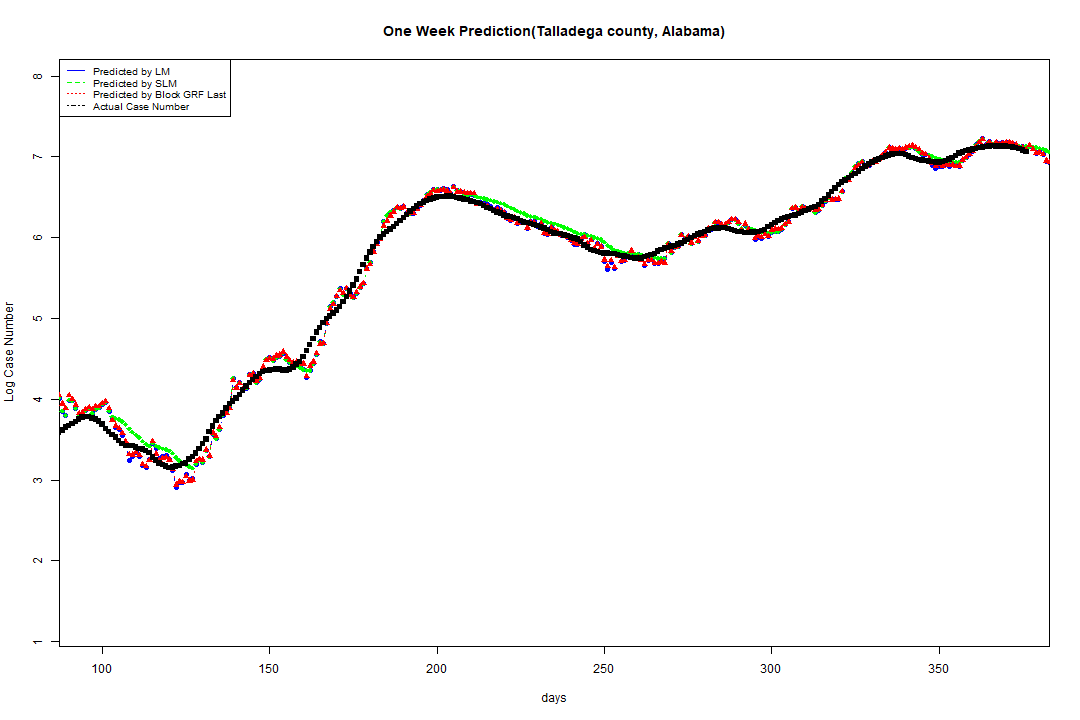 One Week Prediction(Talladega county, Alabama)
Predicted by LM
Predicted by SLM
Predicted by Block GRF Last
Actual Case Number
8
7
6
5
4
3
2
1
Log Case Number
100 150 200 250 300 350
days